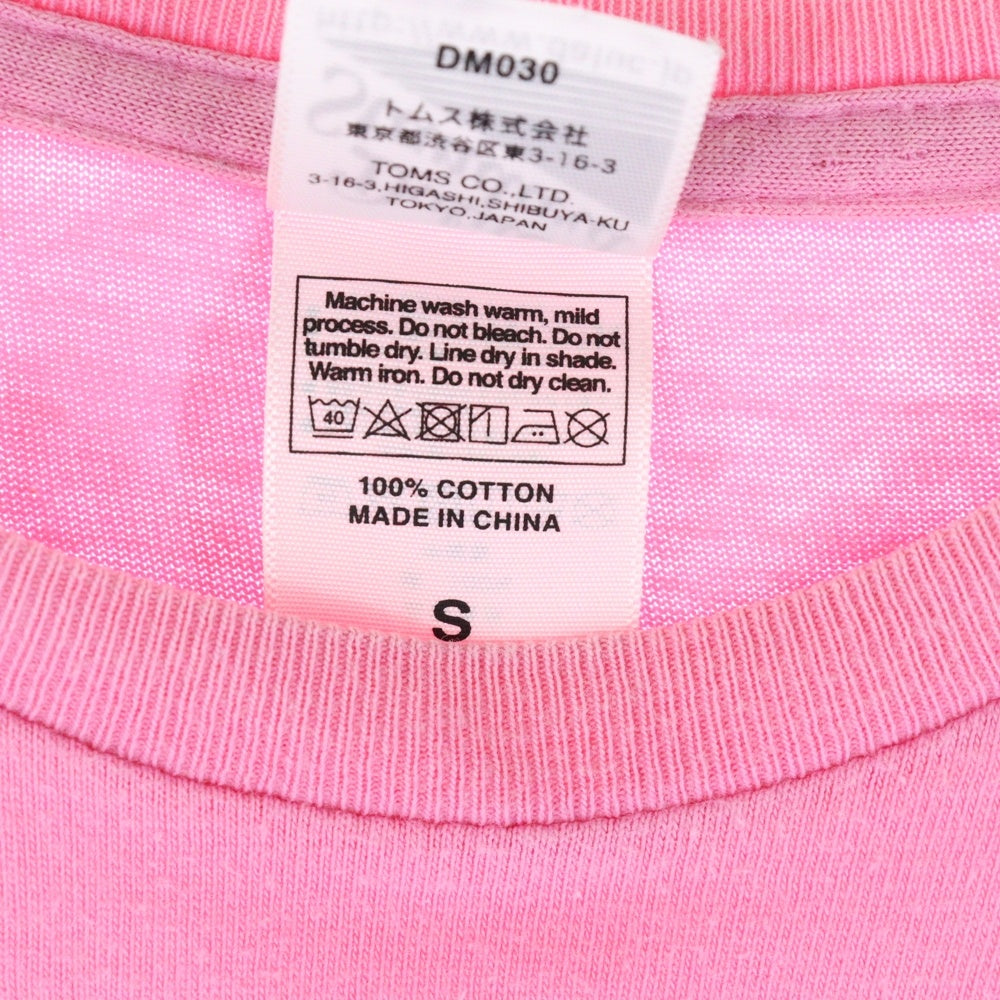 DM030
トムス株式会社
東京都渋谷区東3-16-3
TOMS CO.,LTD.
3-16-3,HIGASHI,SHIBUYA-KU
TOKYO,JAPAN
Machine wash warm, mild
process. Do not bleach. Do not
tumble dry. Line dry in shade.
Warm iron. Do not dry clean.
40
100% COTTON
MADE IN CHINA
S